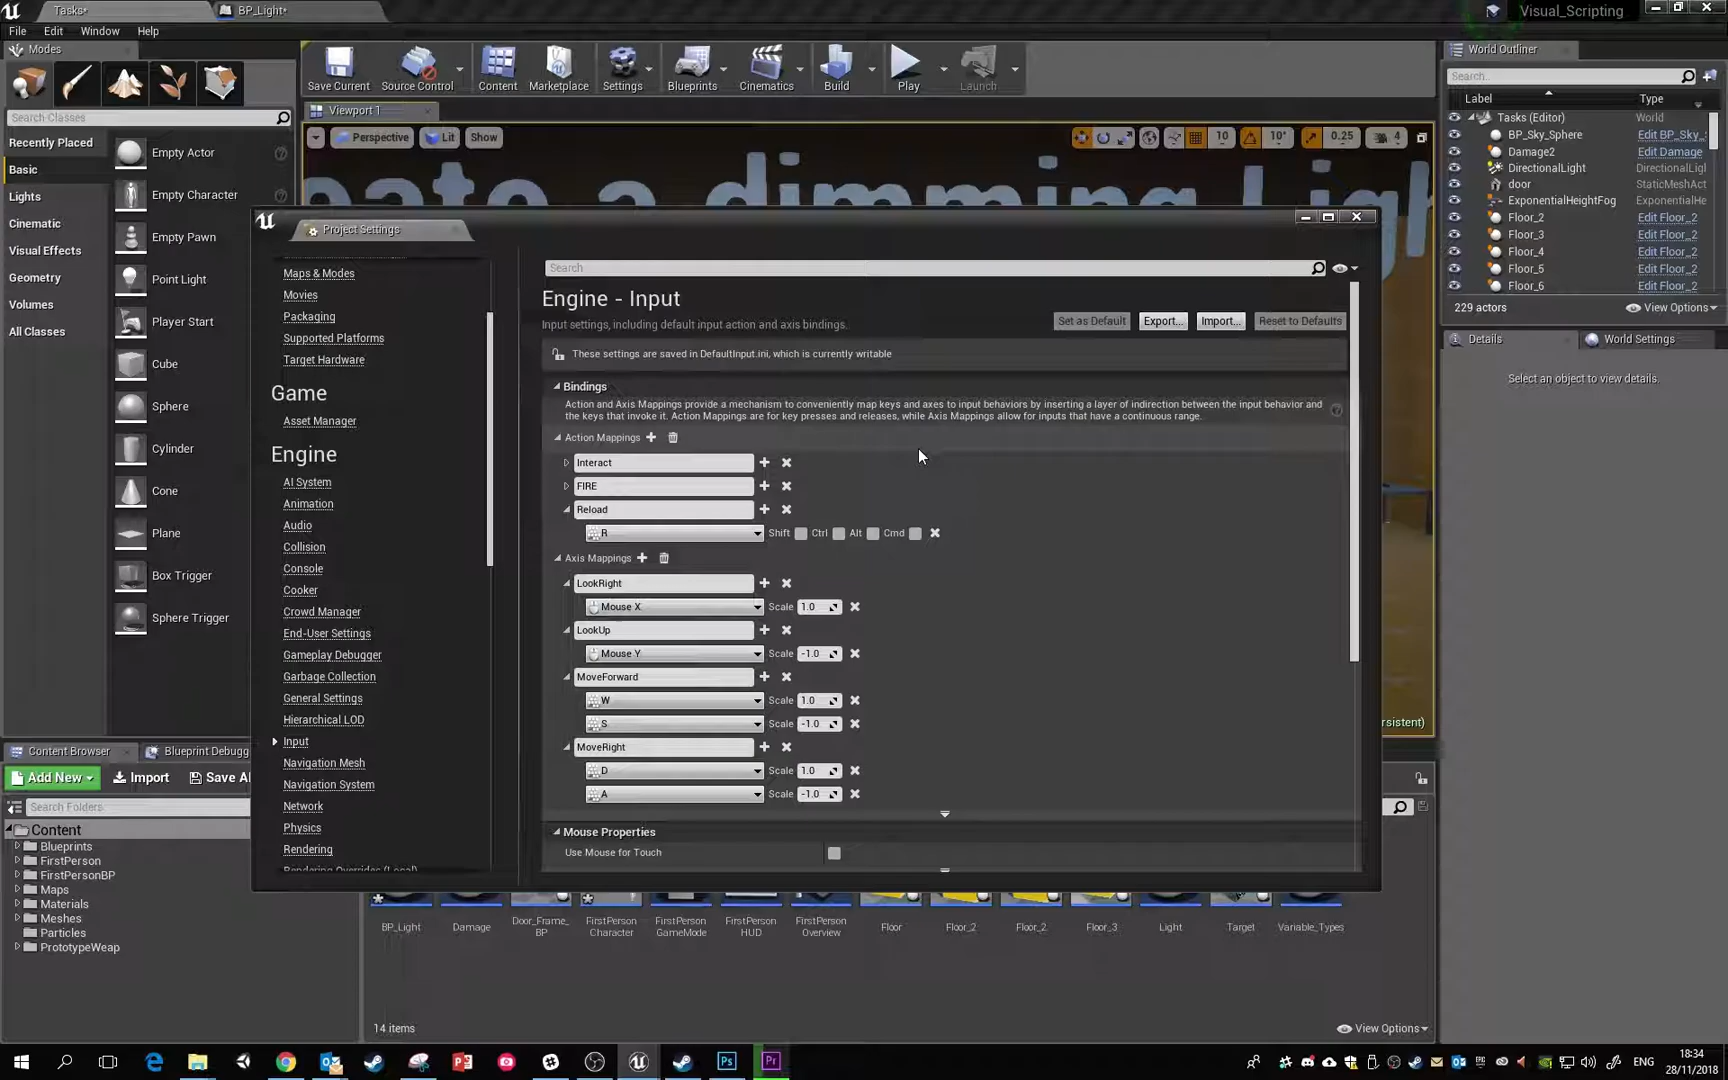 Tasks*
BP_Light*
Visual_Scripting
File Edit Window Help
Modes
Search Classes
Recently Placed
Basic
Lights
Cinematic
Visual Effects
Geometry
Volumes
All Classes
Empty Actor
Empty Character
Empty Pawn
Point Light
Player Start
Cube
Sphere
Cylinder
Cone
Plane
Box Trigger
Sphere Trigger
Save Current
Source Control
Content
Marketplace
Settings
Blueprints
Cinematics
Build
Play
Launch
Viewport 1
Perspective Lit Show
10 10° 0.25 4
eate a dimming Ligh
World Outliner
Search...
Label Type
Tasks (Editor) World
BP_Sky_Sphere Edit BP_Sky_
Damage2 Edit Damage
DirectionalLight DirectionalLigl
door StaticMeshAct
ExponentialHeightFog ExponentialHe
Floor_2 Edit Floor_2
Floor_3 Edit Floor_2
Floor_4 Edit Floor_2
Floor_5 Edit Floor_2
Floor_6 Edit Floor_2
229 actors View Options
Details World Settings
Select an object to view details.
Project Settings
Maps & Modes
Movies
Packaging
Supported Platforms
Target Hardware
Game
Asset Manager
Engine
AI System
Animation
Audio
Collision
Console
Cooker
Crowd Manager
End-User Settings
Gameplay Debugger
Garbage Collection
General Settings
Hierarchical LOD
Input
Navigation Mesh
Navigation System
Network
Physics
Rendering
Rendering Overrides (Local)
Search
Engine - Input
Input settings, including default input action and axis bindings.
Set as Default Export... Import... Reset to Defaults
These settings are saved in DefaultInput.ini, which is currently writable
Bindings
Action and Axis Mappings provide a mechanism to conveniently map keys and axes to input behaviors by inserting a layer of indirection between the input behavior and
the keys that invoke it. Action Mappings are for key presses and releases, while Axis Mappings allow for inputs that have a continuous range.
Action Mappings
Interact
FIRE
Reload
R Shift Ctrl Alt Cmd
Axis Mappings
LookRight
Mouse X Scale 1.0
LookUp
Mouse Y Scale -1.0
MoveForward
W Scale 1.0
S Scale -1.0
MoveRight
D Scale 1.0
A Scale -1.0
Mouse Properties
Use Mouse for Touch
rsistent)
Content Browser Blueprint Debugg
Add New Import Save Al
Search Folders
Content
Blueprints
FirstPerson
FirstPersonBP
Maps
Materials
Meshes
Particles
PrototypeWeap
BP_Light
Damage
Door_Frame_
BP
FirstPerson
Character
FirstPerson
GameMode
FirstPerson
HUD
FirstPerson
Overview
Floor
Floor_2
Floor_2
Floor_3
Light
Target
Variable_Types
14 items View Options
ENG
18:34
28/11/2018